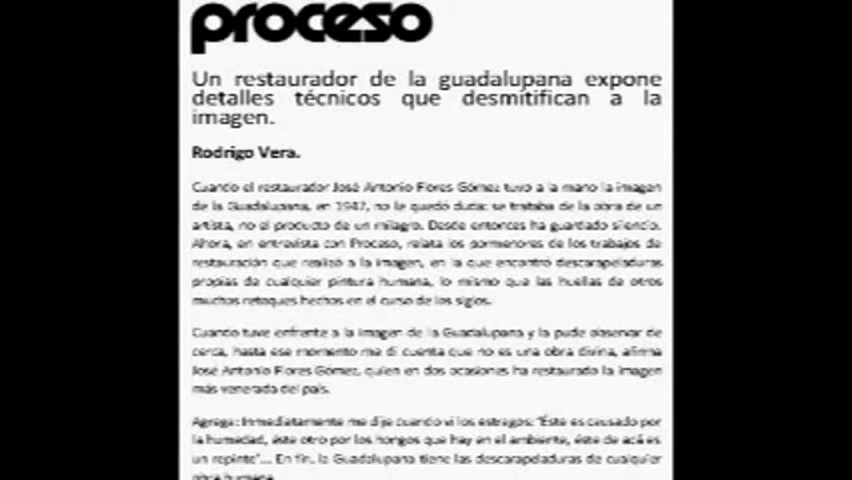 proceso
Un restaurador de la guadalupana expone
detalles técnicos que desmitifican a la
imagen.
Rodrigo Vera.
Cuando el restaurador José Antonio Flores Gómez tuvo a la mano la imagen
de la Guadalupana, en 1947, no le quedó duda: se trataba de la obra de un
artista, no el producto de un milagro. Desde entonces ha guardado silencio.
Ahora, en entrevista con Proceso, relata los pormenores de los trabajos de
restauración que realizó a la imagen, en la que encontró descarapeladuras
propias de cualquier pintura humana, lo mismo que las huellas de otros
muchos retoques hechos en el curso de los siglos.
Cuando tuve enfrente a la imagen de la Guadalupana y la pude observar de
cerca, hasta ese momento me di cuenta que no es una obra divina, afirma
José Antonio Flores Gómez, quien en dos ocasiones ha restaurado la imagen
más venerada del país.
Agrega: Inmediatamente me dije cuando vi los estragos: "Éste es causado por
la humedad, éste otro por los hongos que hay en el ambiente, éste de acá es
un repinte"... En fin, la Guadalupana tiene las descarapeladuras de cualquier
obra humana.